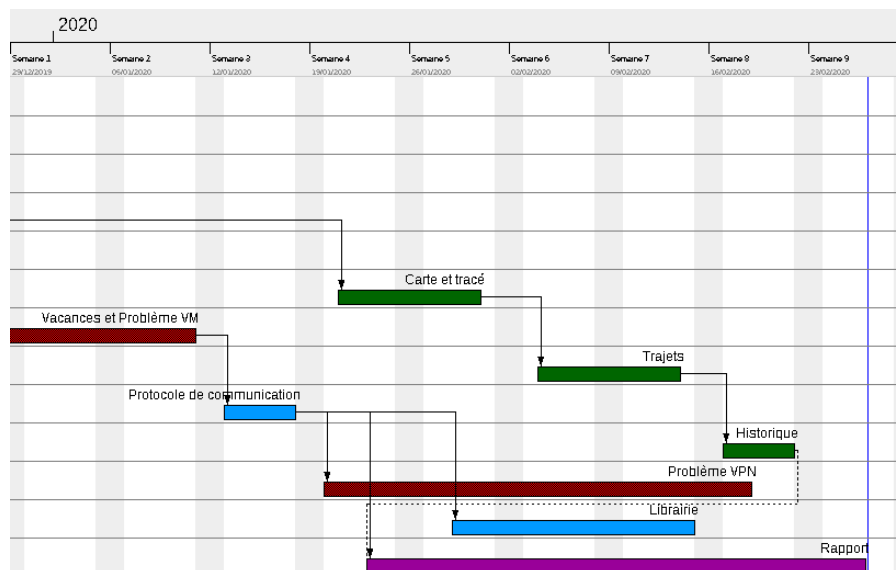 2020
Semaine 1 Semaine 2 Semaine 3 Semaine 4 Semaine 5 Semaine 6 Semaine 7 Semaine 8 Semaine 9
29/12/2019 05/01/2020 12/01/2020 19/01/2020 26/01/2020 02/02/2020 09/02/2020 16/02/2020 23/02/2020
Carte et tracé
Vacances et Problème VM
Trajets
Protocole de communication
Historique
Problème VPN
Librairie
Rapport